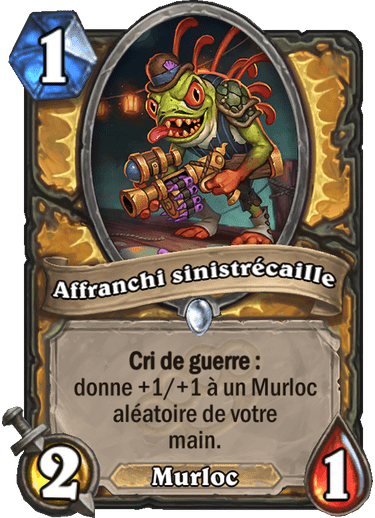 1
Affranchi sinistrécaille
Cri de guerre :
donne +1/+1 à un Murloc
aléatoire de votre
main.
2
Murloc
1